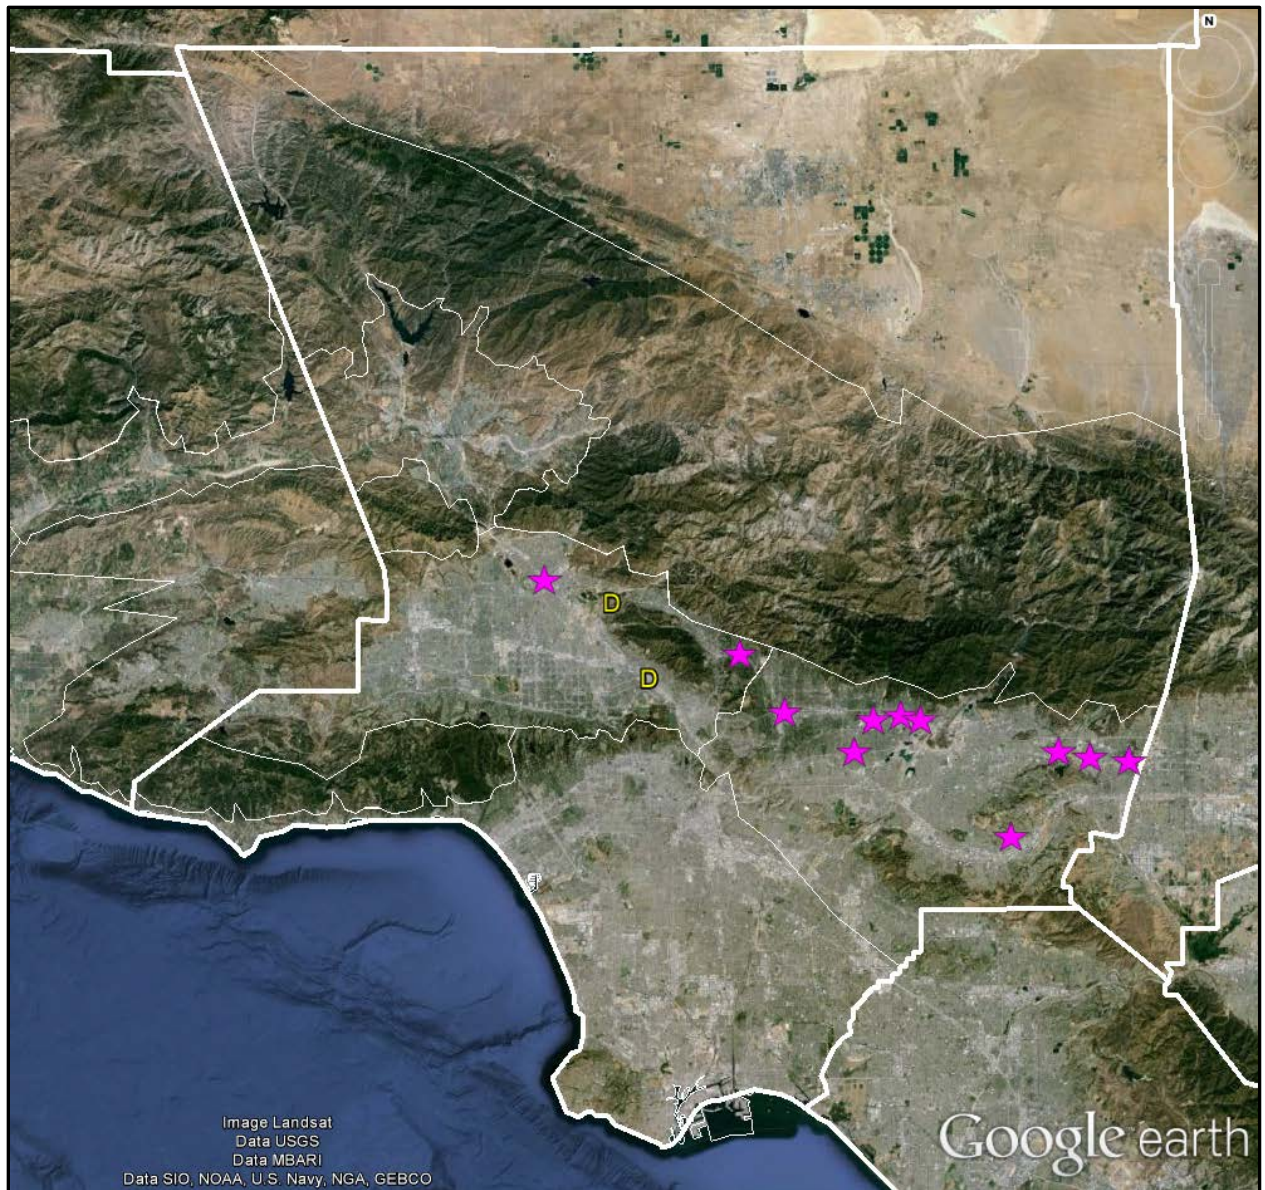 N
D
D
Image Landsat
Data USGS
Data MBARI
Data SIO, NOAA, U.S. Navy, NGA, GEBCO
Google earth